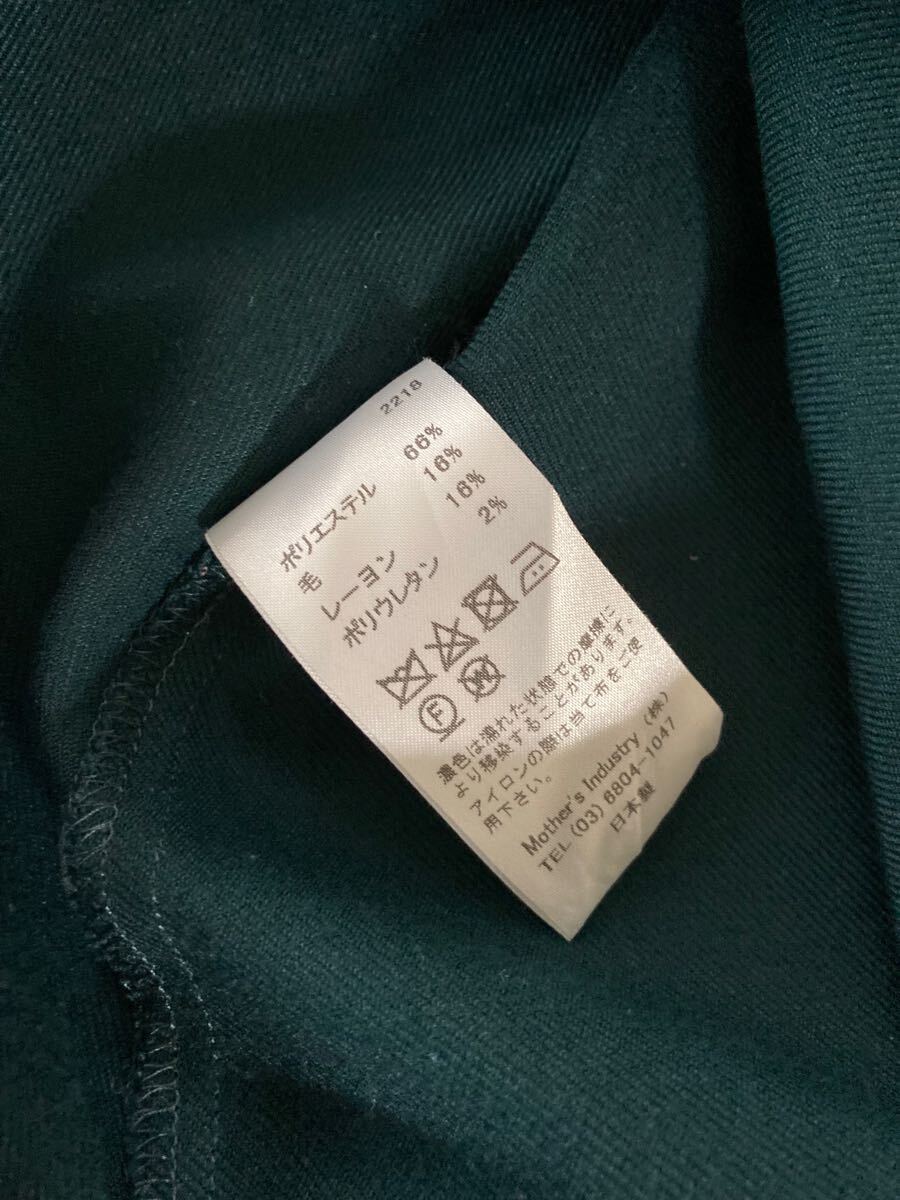 2218
ポリエステル 66%
毛 16%
レーヨン 16%
ポリウレタン 2%
F W
濃色は濡れた状態での摩擦に
より移染することがあります。
アイロンの際は当て布をご使
用下さい。
Mother's Industry (株)
TEL (03) 6804-1047
日本製